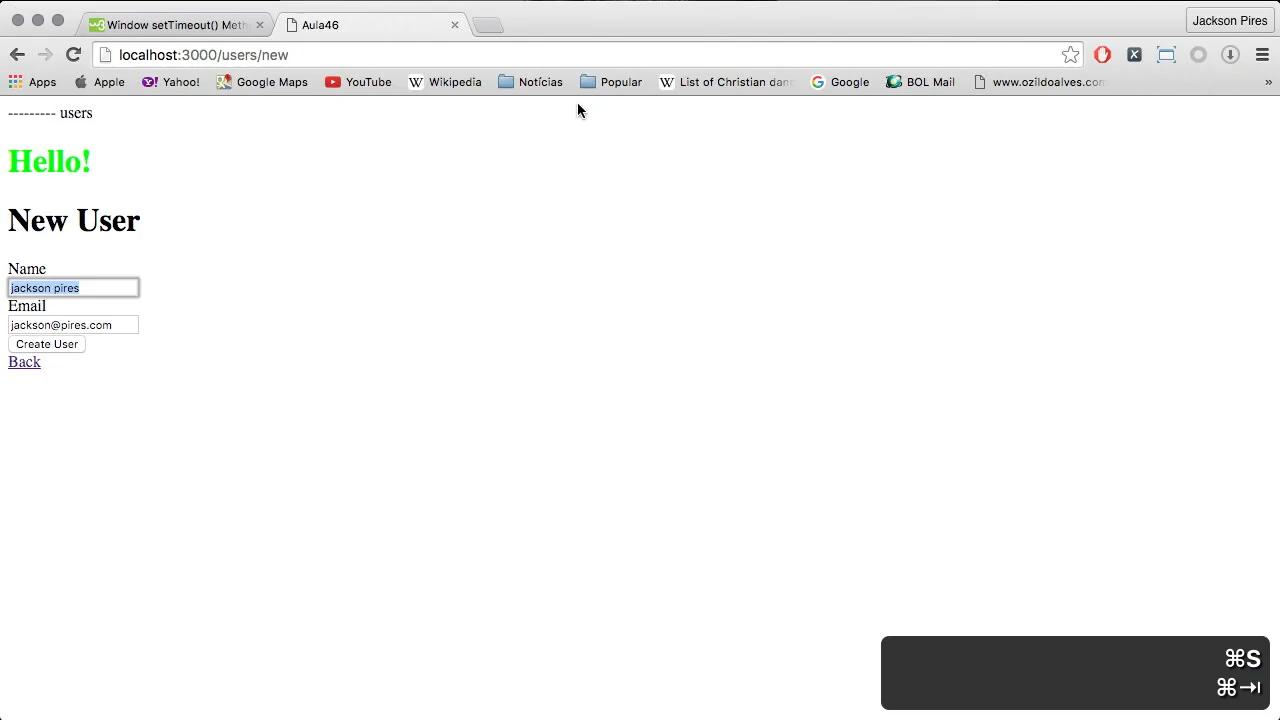 Window setTimeout() Meth
Aula46
Jackson Pires
localhost:3000/users/new
Apps
Apple
Yahoo!
Google Maps
YouTube
Wikipedia
Notícias
Popular
List of Christian dan
Google
BOL Mail
www.ozildoalves.com
»
--------- users
Hello!
New User
Name
jackson pires
Email
jackson@pires.com
Create User
Back
⌘S
⌘⇥